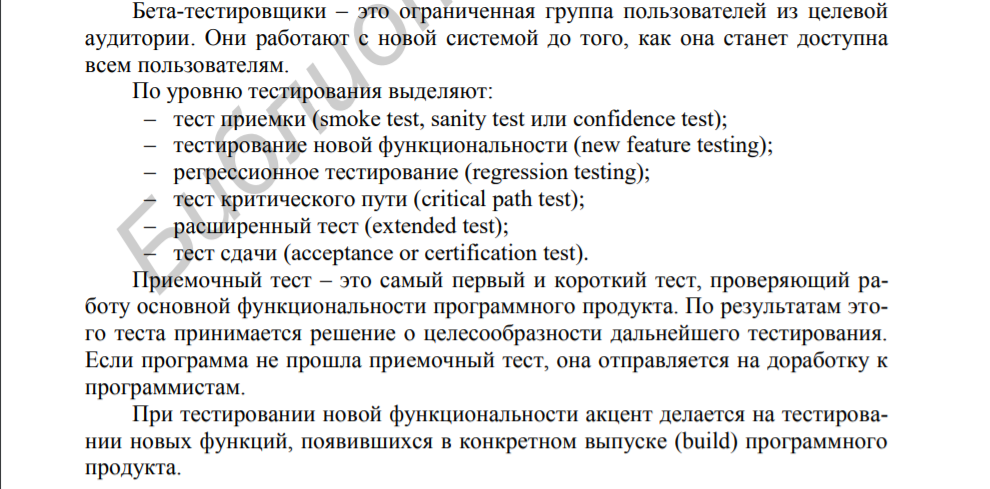 Бета-тестировщики – это ограниченная группа пользователей из целевой
аудитории. Они работают с новой системой до того, как она станет доступна
всем пользователям.
По уровню тестирования выделяют:
– тест приемки (smoke test, sanity test или confidence test);
– тестирование новой функциональности (new feature testing);
– регрессионное тестирование (regression testing);
– тест критического пути (critical path test);
– расширенный тест (extended test);
– тест сдачи (acceptance or certification test).
Приемочный тест – это самый первый и короткий тест, проверяющий ра-
боту основной функциональности программного продукта. По результатам это-
го теста принимается решение о целесообразности дальнейшего тестирования.
Если программа не прошла приемочный тест, она отправляется на доработку к
программистам.
При тестировании новой функциональности акцент делается на тестирова-
нии новых функций, появившихся в конкретном выпуске (build) программного
продукта.
Библио